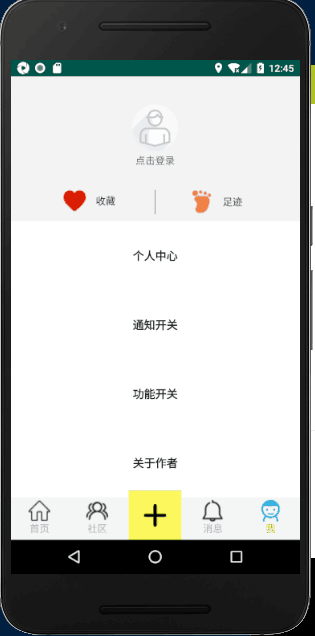 12:45
点击登录
收藏 足迹
个人中心
通知开关
功能开关
关于作者
首页 社区 消息 我